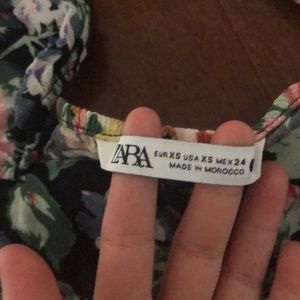 ZARA
EUR XS USA XS MEX 24
MADE IN MOROCCO